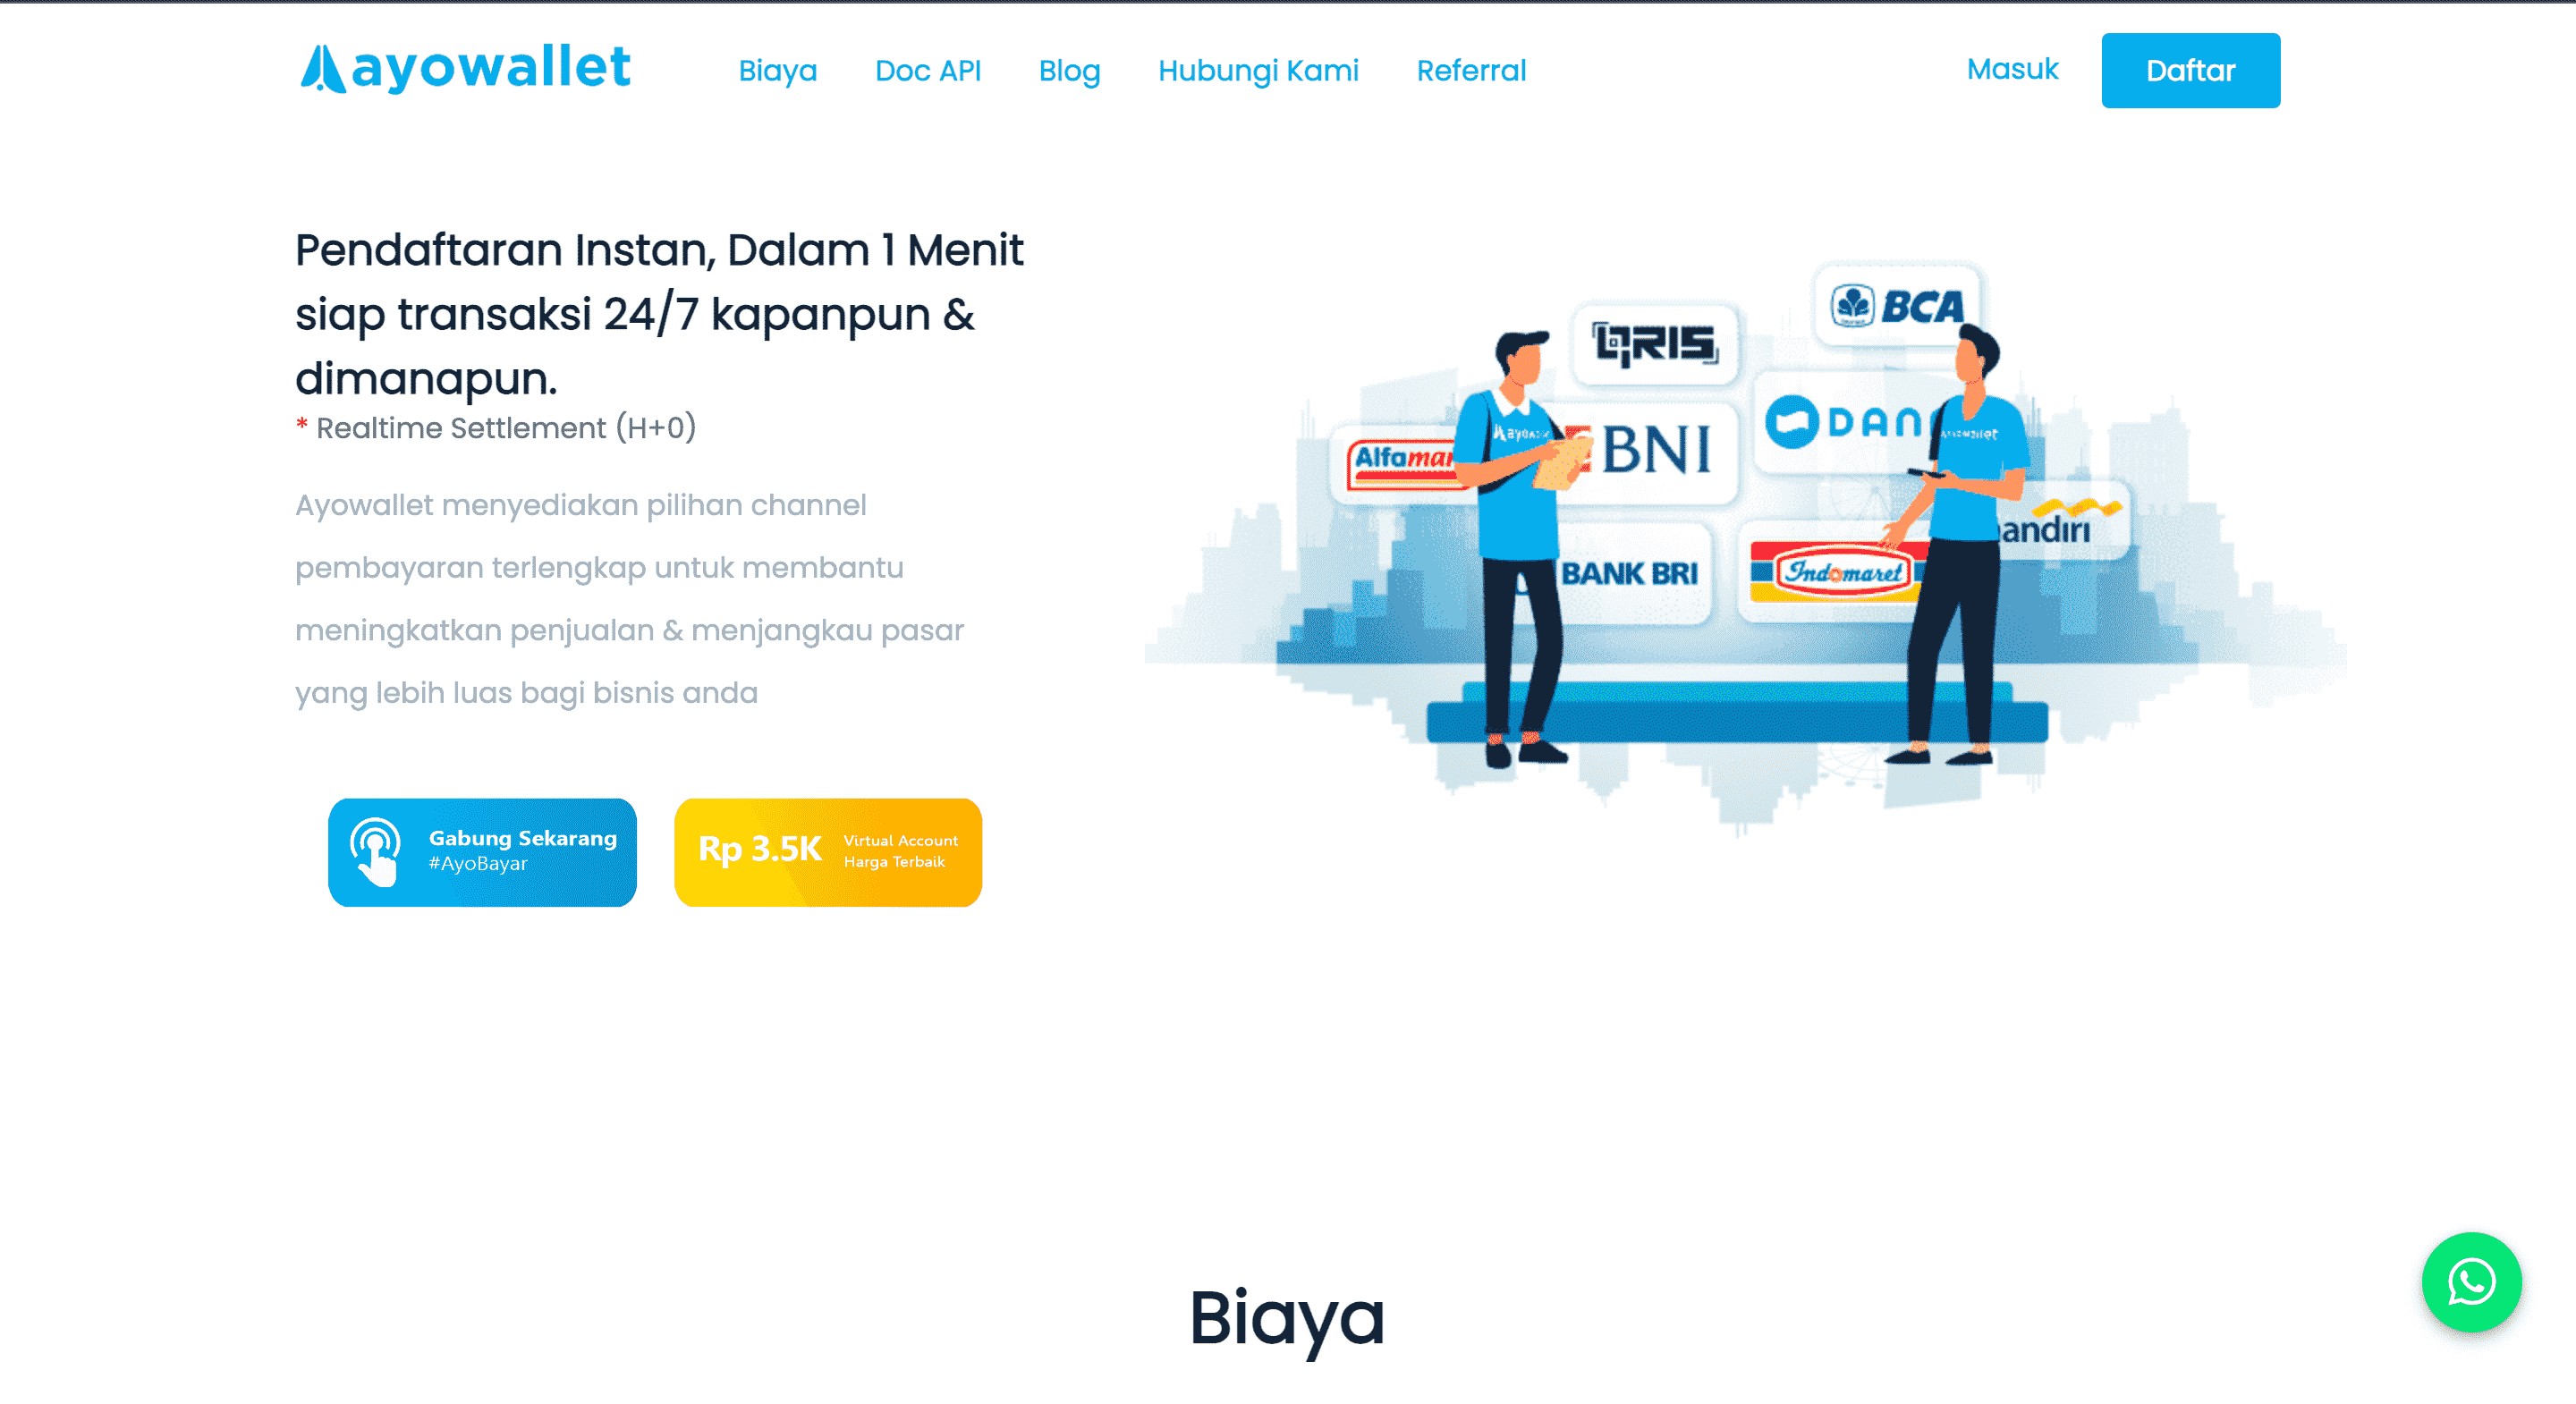 ayowallet
Biaya
Doc API
Blog
Hubungi Kami
Referral
Masuk
Daftar
Pendaftaran Instan, Dalam 1 Menit
siap transaksi 24/7 kapanpun &
dimanapun.
* Realtime Settlement (H+0)
Ayowallet menyediakan pilihan channel
pembayaran terlengkap untuk membantu
meningkatkan penjualan & menjangkau pasar
yang lebih luas bagi bisnis anda
Gabung Sekarang
#AyoBayar
Rp 3.5K
Virtual Account
Harga Terbaik
BCA
QRIS
DAN
BNI
Alfamar
andiri
BANK BRI
Indomaret
Biaya